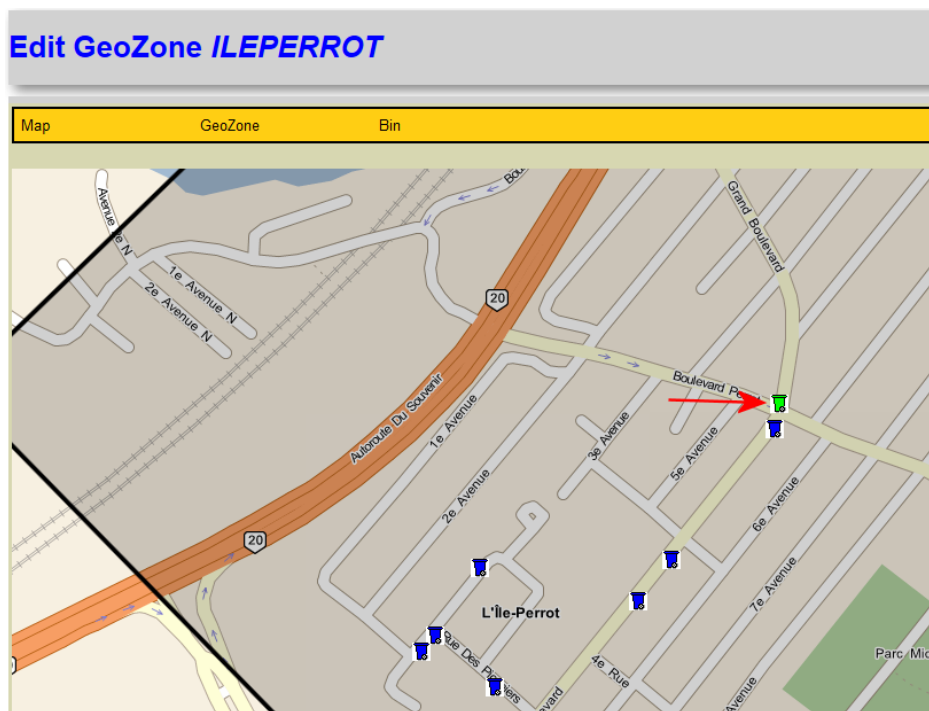 Edit GeoZone ILEPERROT
Map GeoZone Bin
Avenue 7e N
1e Avenue N
2e Avenue N
Grand Boulevard
20
Boulevard
Autoroute Du Souvenir
1e Avenue
2e Avenue
3e Avenue
5e Avenue
6e Avenue
7e Avenue
20
L'Île-Perrot
Rue Des
4e Rue
Parc
Avenue